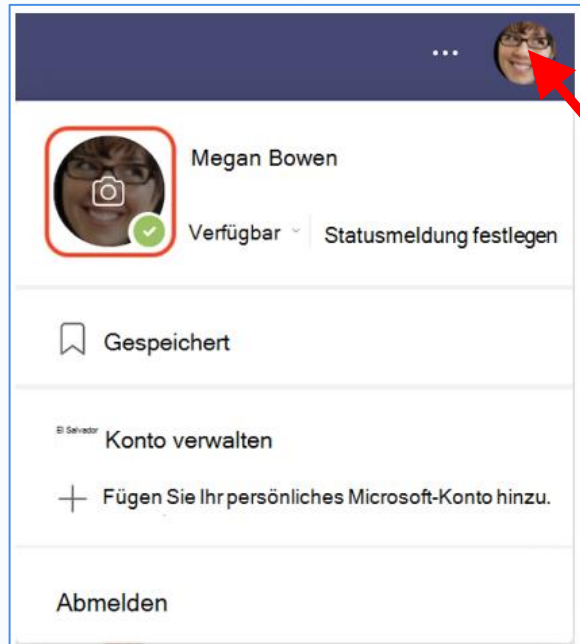 Megan Bowen
Verfügbar Statusmeldung festlegen
Gespeichert
El Salvador Konto verwalten
Fügen Sie Ihr persönliches Microsoft-Konto hinzu.
Abmelden